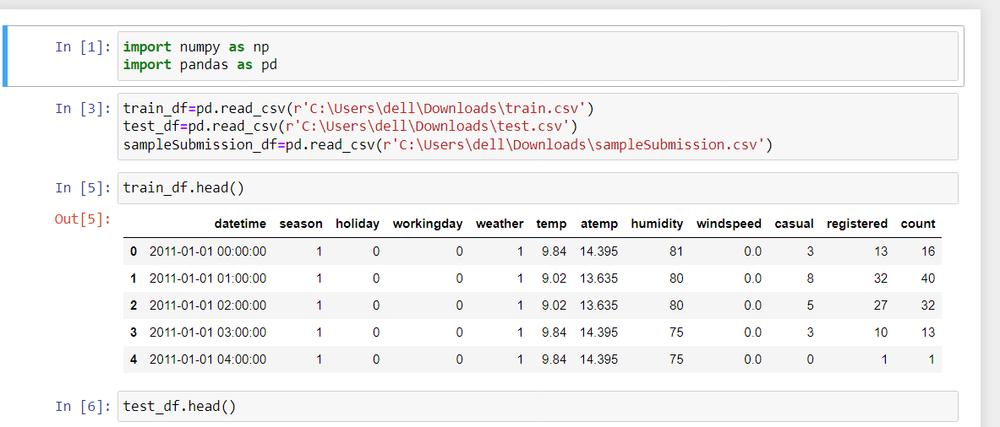 In [1]: import numpy as np
import pandas as pd
In [3]: train_df=pd.read_csv(r'C:\Users\dell\Downloads\train.csv')
test_df=pd.read_csv(r'C:\Users\dell\Downloads\test.csv')
sampleSubmission_df=pd.read_csv(r'C:\Users\dell\Downloads\sampleSubmission.csv')
In [5]: train_df.head()
Out[5]:
datetime season holiday workingday weather temp atemp humidity windspeed casual registered count
0 2011-01-01 00:00:00 1 0 0 1 9.84 14.395 81 0.0 3 13 16
1 2011-01-01 01:00:00 1 0 0 1 9.02 13.635 80 0.0 8 32 40
2 2011-01-01 02:00:00 1 0 0 1 9.02 13.635 80 0.0 5 27 32
3 2011-01-01 03:00:00 1 0 0 1 9.84 14.395 75 0.0 3 10 13
4 2011-01-01 04:00:00 1 0 0 1 9.84 14.395 75 0.0 0 1 1
In [6]: test_df.head()